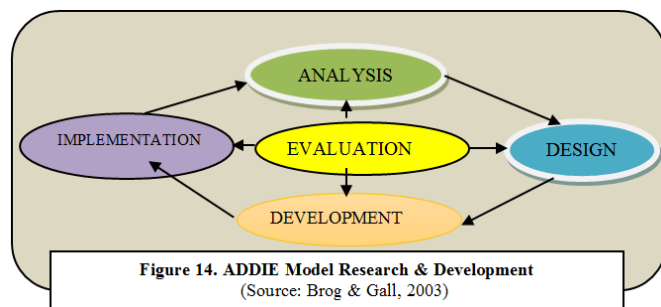 ANALYSIS
IMPLEMENTATION
EVALUATION
DESIGN
DEVELOPMENT
Figure 14. ADDIE Model Research & Development
(Source: Brog & Gall, 2003)